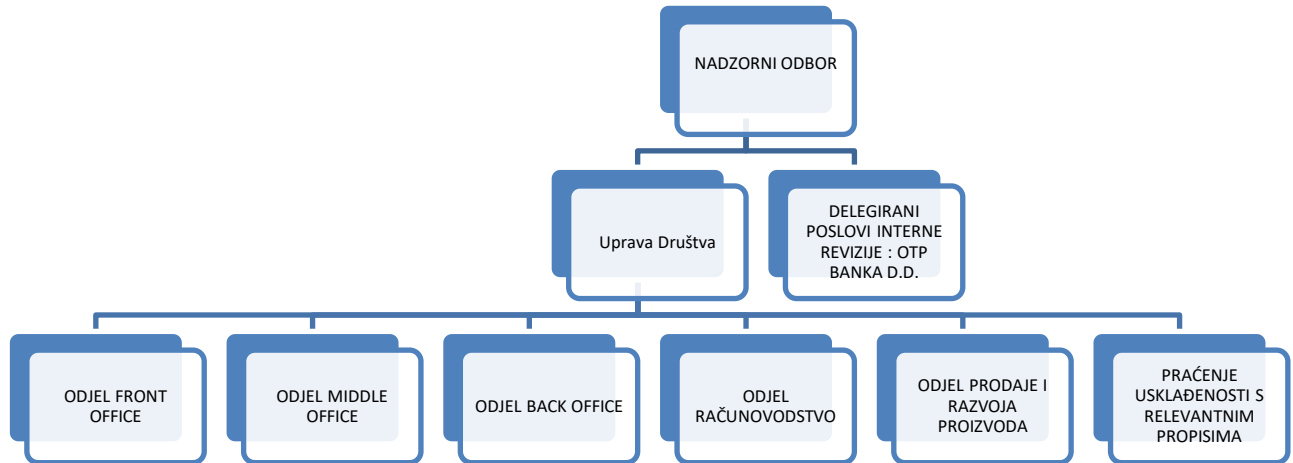 NADZORNI ODBOR
Uprava Društva
DELEGIRANI
POSLOVI INTERNE
REVIZIJE : OTP
BANKA D.D.
ODJEL FRONT
OFFICE
ODJEL MIDDLE
OFFICE
ODJEL BACK OFFICE
ODJEL
RAČUNOVODSTVO
ODJEL PRODAJE I
RAZVOJA
PROIZVODA
PRAĆENJE
USKLAĐENOSTI S
RELEVANTNIM
PROPISIMA